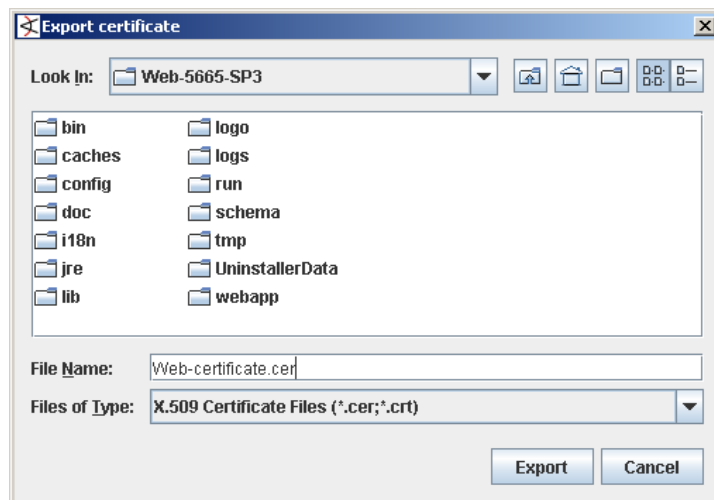 Export certificate
Look In: Web-5665-SP3
bin logo
caches logs
config run
doc schema
i18n tmp
jre UninstallerData
lib webapp
File Name: Web-certificate.cer
Files of Type: X.509 Certificate Files (*.cer;*.crt)
Export Cancel